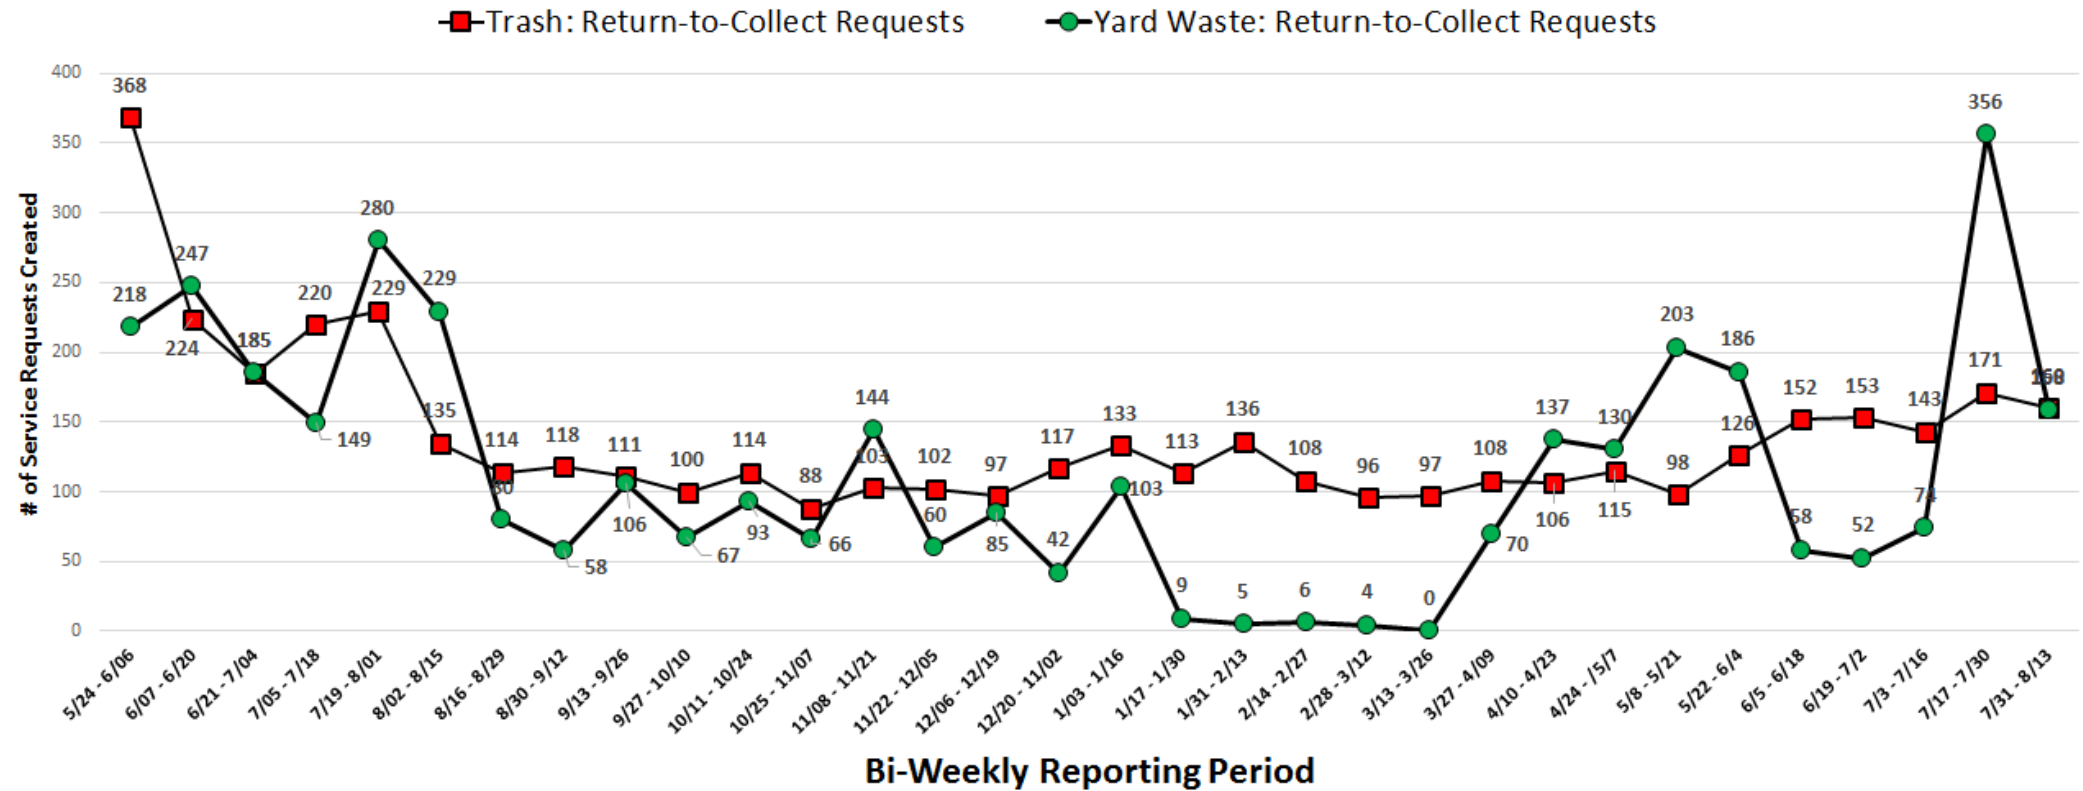 Trash: Return-to-Collect Requests Yard Waste: Return-to-Collect Requests
# of Service Requests Created
400
350
300
250
200
150
100
50
0
368
218
247
224
185
220
149
280
229
229
135
114
80
118
58
111
106
100
67
114
93
88
66
144
103
102
60
97
85
117
42
133
103
113
9
136
5
108
6
96
4
97
0
108
70
137
106
130
115
203
98
186
126
152
58
153
52
143
74
356
171
5/24 - 6/06
6/07 - 6/20
6/21 - 7/04
7/05 - 7/18
7/19 - 8/01
8/02 - 8/15
8/16 - 8/29
8/30 - 9/12
9/13 - 9/26
9/27 - 10/10
10/11 - 10/24
10/25 - 11/07
11/08 - 11/21
11/22 - 12/05
12/06 - 12/19
12/20 - 11/02
1/03 - 1/16
1/17 - 1/30
1/31 - 2/13
2/14 - 2/27
2/28 - 3/12
3/13 - 3/26
3/27 - 4/09
4/10 - 4/23
4/24 - /5/7
5/8 - 5/21
5/22 - 6/4
6/5 - 6/18
6/19 - 7/2
7/3 - 7/16
7/17 - 7/30
7/31 - 8/13
Bi-Weekly Reporting Period